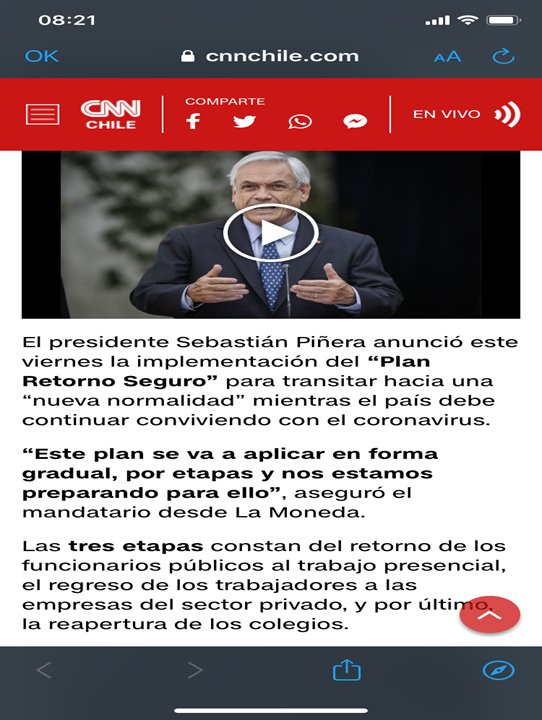 08:21
OK
cnnchile.com
AA
CNN
CHILE
COMPARTE
EN VIVO
El presidente Sebastián Piñera anunció este
viernes la implementación del “Plan
Retorno Seguro” para transitar hacia una
“nueva normalidad” mientras el país debe
continuar conviviendo con el coronavirus.
“Este plan se va a aplicar en forma
gradual, por etapas y nos estamos
preparando para ello”, aseguró el
mandatario desde La Moneda.
Las tres etapas constan del retorno de los
funcionarios públicos al trabajo presencial,
el regreso de los trabajadores a las
empresas del sector privado, y por último,
la reapertura de los colegios.